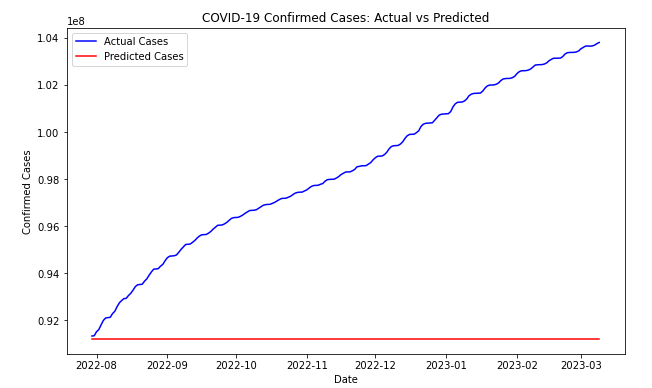 COVID-19 Confirmed Cases: Actual vs Predicted
1e8
Actual Cases
Predicted Cases
1.04
1.02
1.00
0.98
0.96
0.94
0.92
Confirmed Cases
2022-08 2022-09 2022-10 2022-11 2022-12 2023-01 2023-02 2023-03
Date